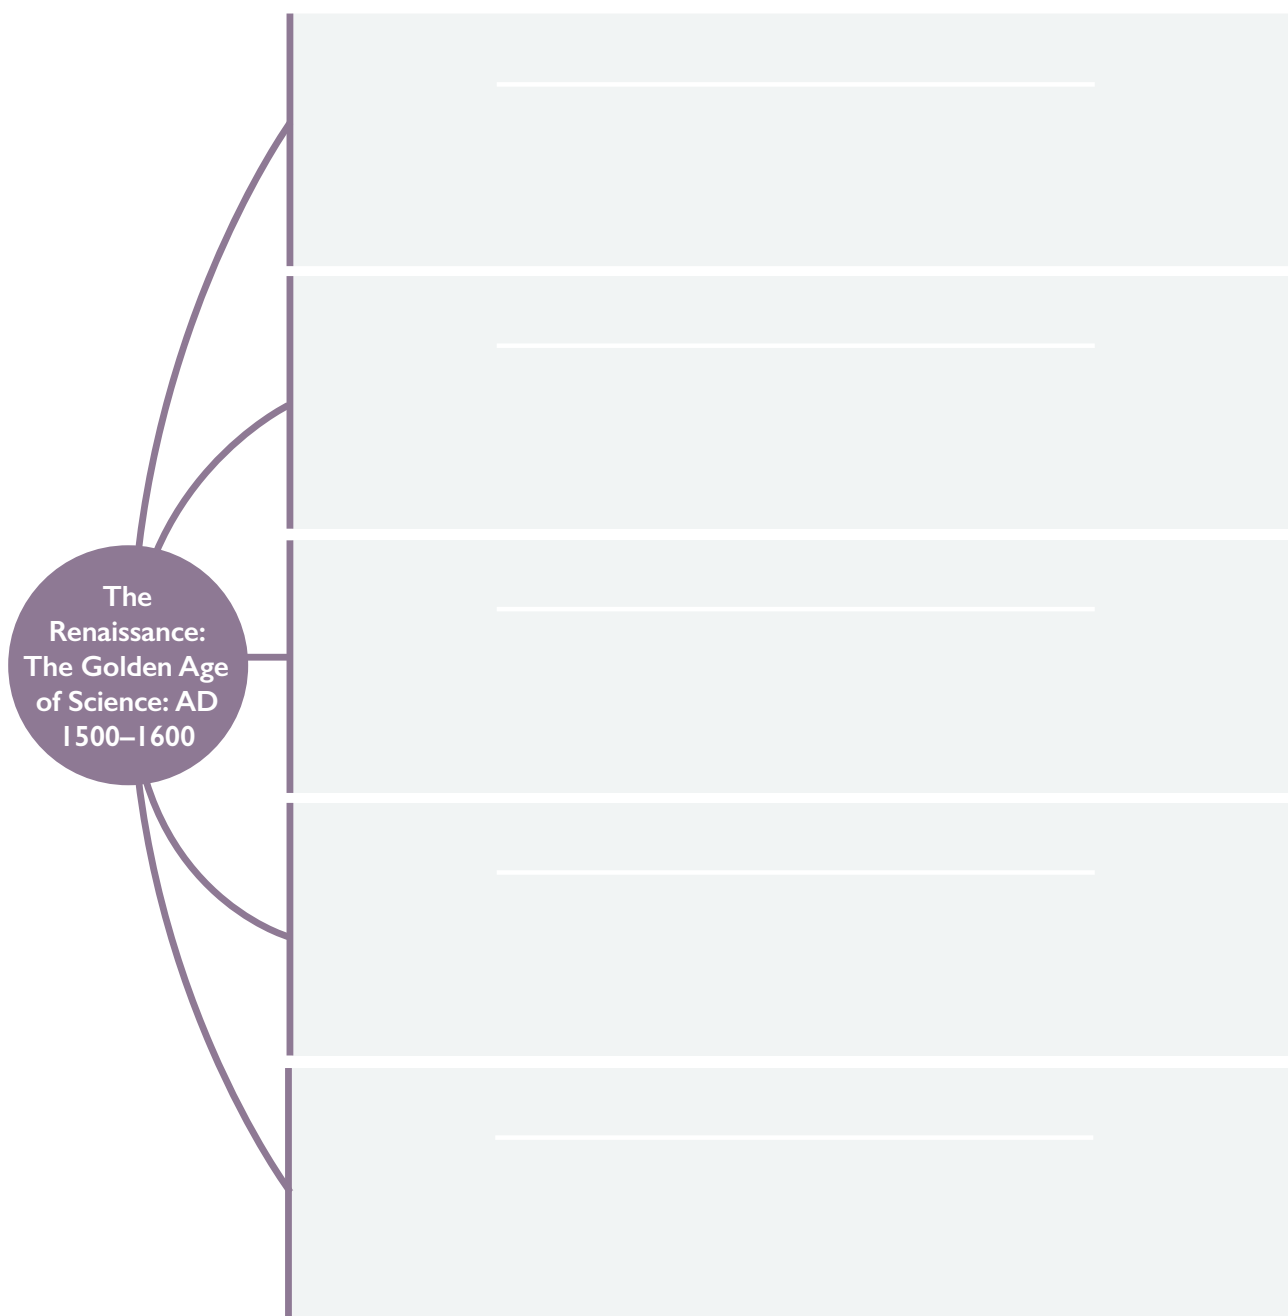 The
Renaissance:
The Golden Age
of Science: AD
1500–1600